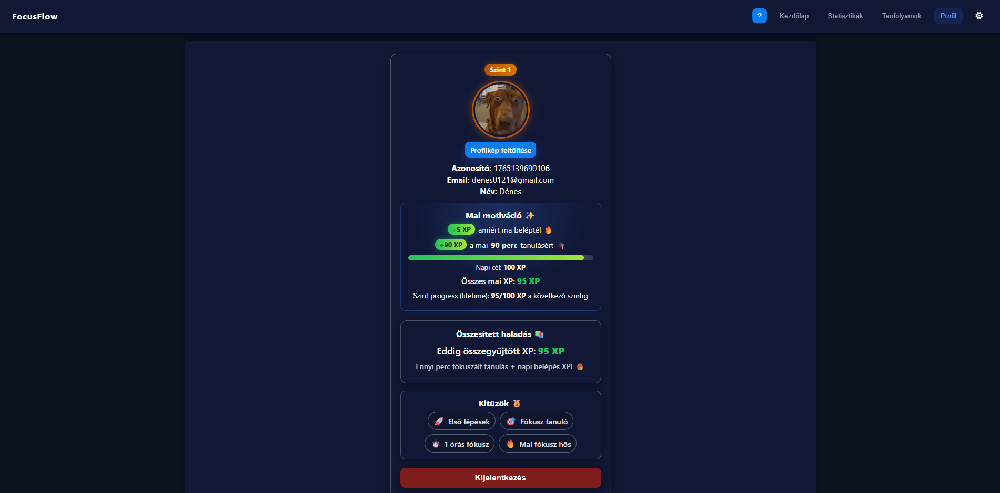 FocusFlow
? Kezdőlap Statisztikák Tanfolyamok Profil
Szint 1
Profilkép feltöltése
Azonosító: 1765139690106
Email: denes0121@gmail.com
Név: Dénes
Mai motiváció
+5 XP amiért ma beléptél
+90 XP a mai 90 perc tanulásért
Napi cél: 100 XP
Összes mai XP: 95 XP
Szint progress (lifetime): 95/100 XP a következő szintig
Összesített haladás
Eddig összegyűjtött XP: 95 XP
Ennyi perc fókuszált tanulás + napi belépés XP!
Kitűzők
Első lépések
Fókusz tanuló
1 órás fókusz
Mai fókusz hős
Kijelentkezés